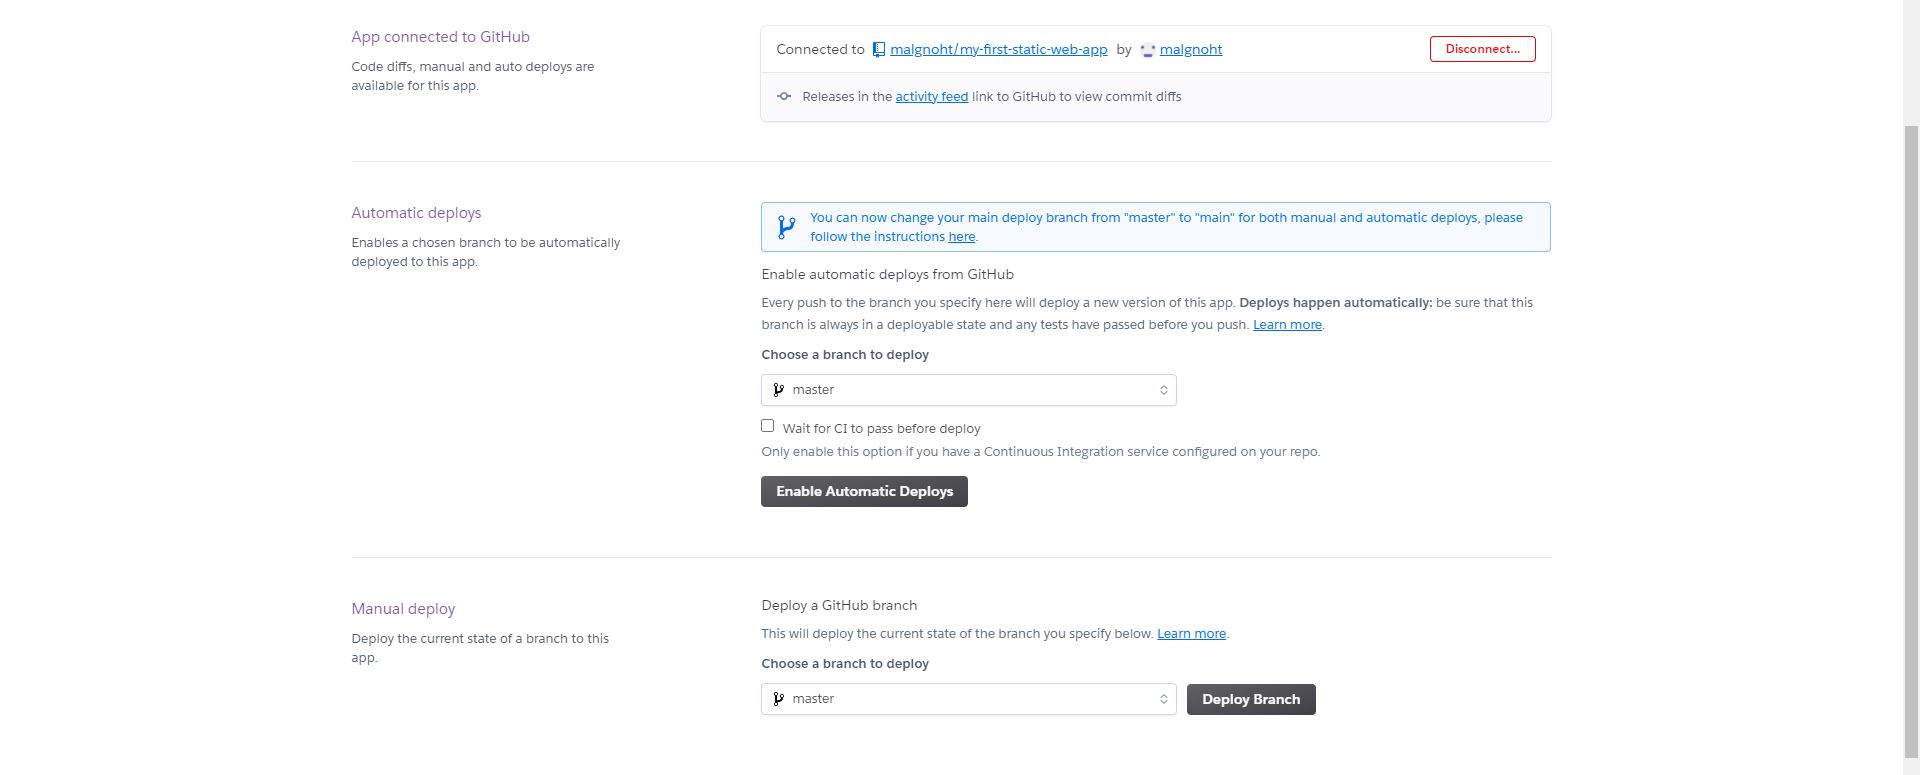 App connected to GitHub
Code diffs, manual and auto deploys are
available for this app.
Connected to malgnoht/my-first-static-web-app by malgnoht
Disconnect...
Releases in the activity feed link to GitHub to view commit diffs
Automatic deploys
Enables a chosen branch to be automatically
deployed to this app.
You can now change your main deploy branch from "master" to "main" for both manual and automatic deploys, please
follow the instructions here.
Enable automatic deploys from GitHub
Every push to the branch you specify here will deploy a new version of this app. Deploys happen automatically: be sure that this
branch is always in a deployable state and any tests have passed before you push. Learn more.
Choose a branch to deploy
master
Wait for CI to pass before deploy
Only enable this option if you have a Continuous Integration service configured on your repo.
Enable Automatic Deploys
Manual deploy
Deploy the current state of a branch to this
app.
Deploy a GitHub branch
This will deploy the current state of the branch you specify below. Learn more.
Choose a branch to deploy
master
Deploy Branch